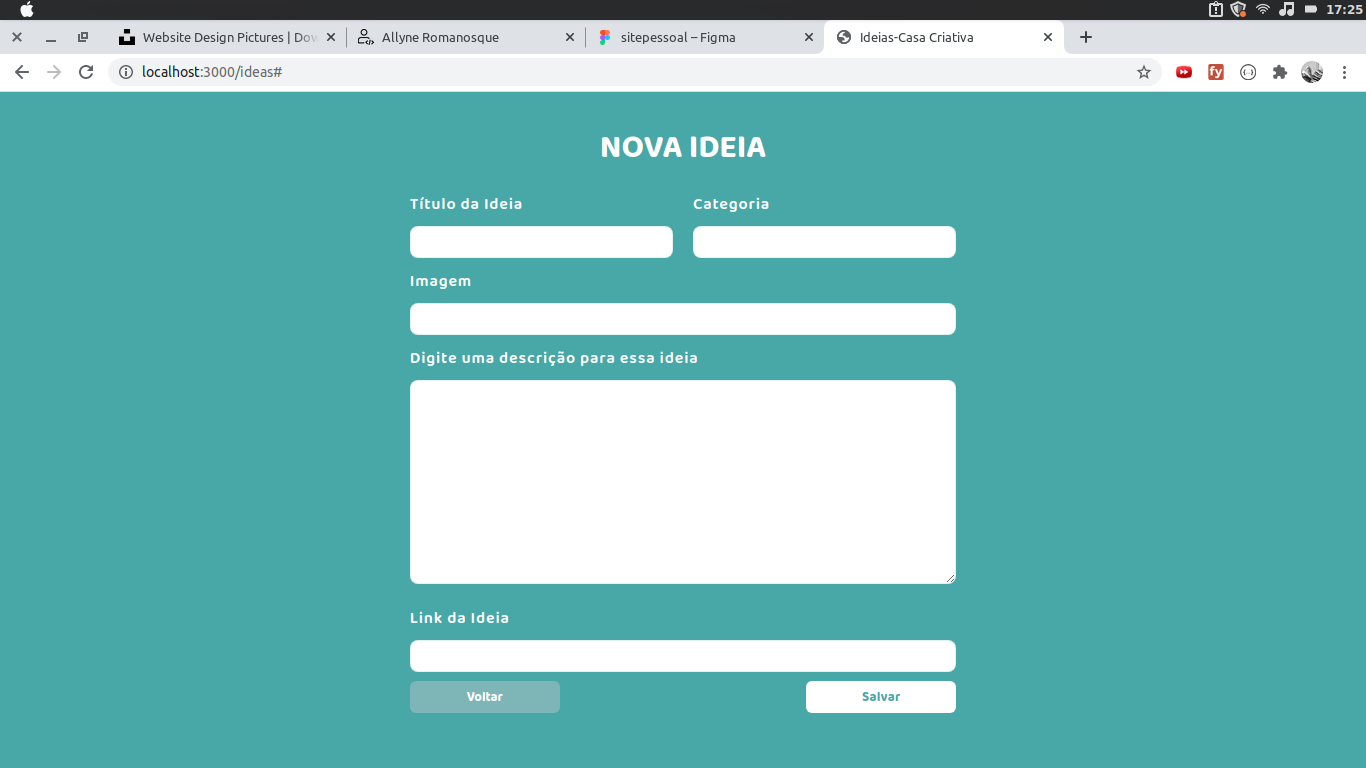 17:25
Website Design Pictures | Dow
Allyne Romanosque
sitepessoal – Figma
Ideias-Casa Criativa
localhost:3000/ideas#
fy
NOVA IDEIA
Título da Ideia
Categoria
Imagem
Digite uma descrição para essa ideia
Link da Ideia
Voltar
Salvar